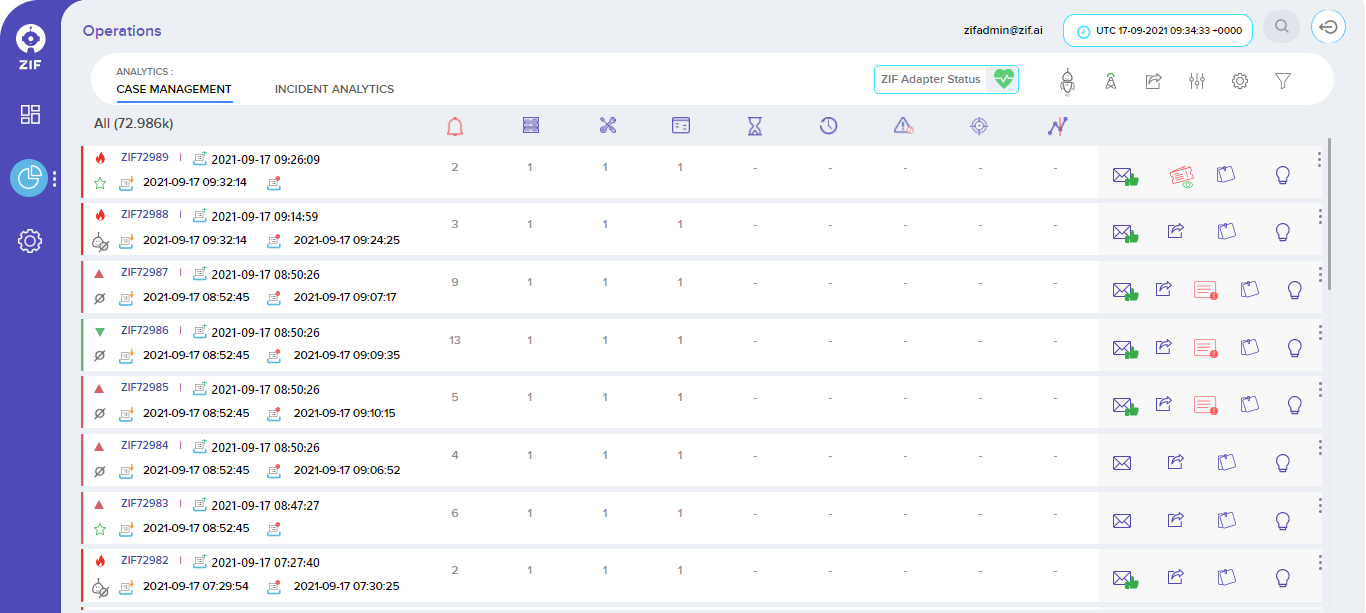 Operations
zifadmin@zif.ai
UTC 17-09-2021 09:34:33 +0000
ZIF
ANALYTICS :
CASE MANAGEMENT
INCIDENT ANALYTICS
ZIF Adapter Status
All (72.986k)
ZIF72989 | 2021-09-17 09:26:09
2021-09-17 09:32:14
2 1 1 1 - - - - -
ZIF72988 | 2021-09-17 09:14:59
2021-09-17 09:32:14 2021-09-17 09:24:25
3 1 1 1 - - - - -
ZIF72987 | 2021-09-17 08:50:26
2021-09-17 08:52:45 2021-09-17 09:07:17
9 1 1 1 - - - - -
ZIF72986 | 2021-09-17 08:50:26
2021-09-17 08:52:45 2021-09-17 09:09:35
13 1 1 1 - - - - -
ZIF72985 | 2021-09-17 08:50:26
2021-09-17 08:52:45 2021-09-17 09:10:15
5 1 1 1 - - - - -
ZIF72984 | 2021-09-17 08:50:26
2021-09-17 08:52:45 2021-09-17 09:06:52
4 1 1 1 - - - - -
ZIF72983 | 2021-09-17 08:47:27
2021-09-17 08:52:45
6 1 1 1 - - - - -
ZIF72982 | 2021-09-17 07:27:40
2021-09-17 07:29:54 2021-09-17 07:30:25
2 1 1 1 - - - - -